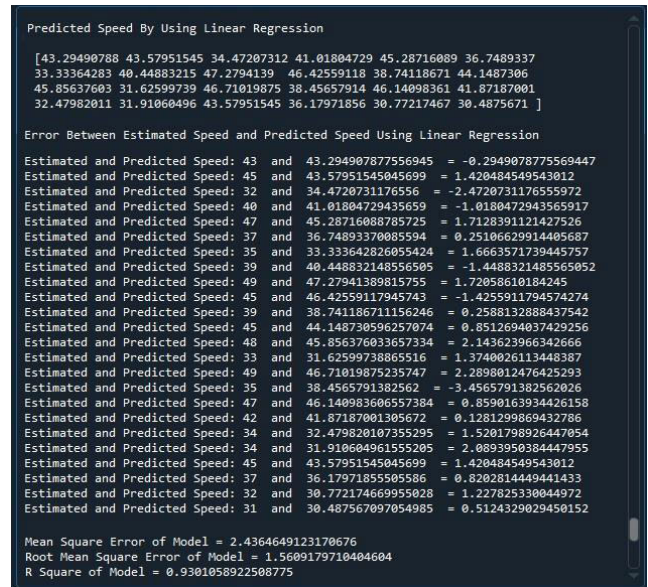 Predicted Speed By Using Linear Regression
[43.29490788 43.57951545 34.47207312 41.01804729 45.28716089 36.7489337
33.33364283 40.44883215 47.2794139 46.42559118 38.74118671 44.1487306
45.85637603 31.62599739 46.71019875 38.45657914 46.14098361 41.87187001
32.47982011 31.91060496 43.57951545 36.17971856 30.77217467 30.4875671 ]
Error Between Estimated Speed and Predicted Speed Using Linear Regression
Estimated and Predicted Speed: 43 and 43.294907877556945 = -0.2949078775569447
Estimated and Predicted Speed: 45 and 43.57951545045699 = 1.420484549543012
Estimated and Predicted Speed: 32 and 34.4720731176556 = -2.4720731176555972
Estimated and Predicted Speed: 40 and 41.01804729435659 = -1.0180472943565917
Estimated and Predicted Speed: 47 and 45.28716088785725 = 1.7128391121427526
Estimated and Predicted Speed: 37 and 36.74893370085594 = 0.25106629914405687
Estimated and Predicted Speed: 35 and 33.333642826055424 = 1.6663571739445757
Estimated and Predicted Speed: 39 and 40.448832148556505 = -1.4488321485565052
Estimated and Predicted Speed: 49 and 47.27941389815755 = 1.72058610184245
Estimated and Predicted Speed: 45 and 46.42559117945743 = -1.4255911794574274
Estimated and Predicted Speed: 39 and 38.741186711156246 = 0.2588132888437542
Estimated and Predicted Speed: 45 and 44.148730596257074 = 0.8512694037429256
Estimated and Predicted Speed: 48 and 45.856376033657334 = 2.143623966342666
Estimated and Predicted Speed: 33 and 31.62599738865516 = 1.3740026113448387
Estimated and Predicted Speed: 49 and 46.71019875235747 = 2.2898012476425293
Estimated and Predicted Speed: 35 and 38.4565791382562 = -3.4565791382562026
Estimated and Predicted Speed: 47 and 46.140983606557384 = 0.8590163934426158
Estimated and Predicted Speed: 42 and 41.87187001305672 = 0.1281299869432786
Estimated and Predicted Speed: 34 and 32.479820107355295 = 1.5201798926447054
Estimated and Predicted Speed: 34 and 31.910604961555205 = 2.0893950384447955
Estimated and Predicted Speed: 45 and 43.57951545045699 = 1.420484549543012
Estimated and Predicted Speed: 37 and 36.17971855505586 = 0.8202814449441433
Estimated and Predicted Speed: 32 and 30.772174669955028 = 1.227825330044972
Estimated and Predicted Speed: 31 and 30.487567097054985 = 0.5124329029450152
Mean Square Error of Model = 2.4364649123170676
Root Mean Square Error of Model = 1.5609179710404604
R Square of Model = 0.9301058922508775